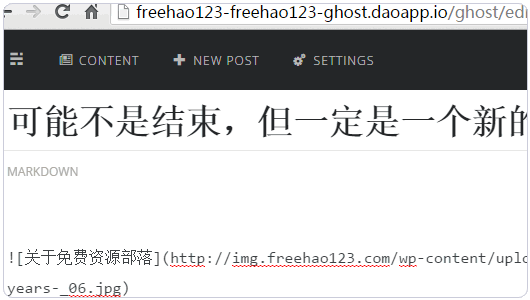 freehao123-freehao123-ghost.daoapp.io/ghost/edi
CONTENT NEW POST SETTINGS
可能不是结束，但一定是一个新的
MARKDOWN
![关于免费资源部落](http://img.freehao123.com/wp-content/uplo
years-_06.jpg)